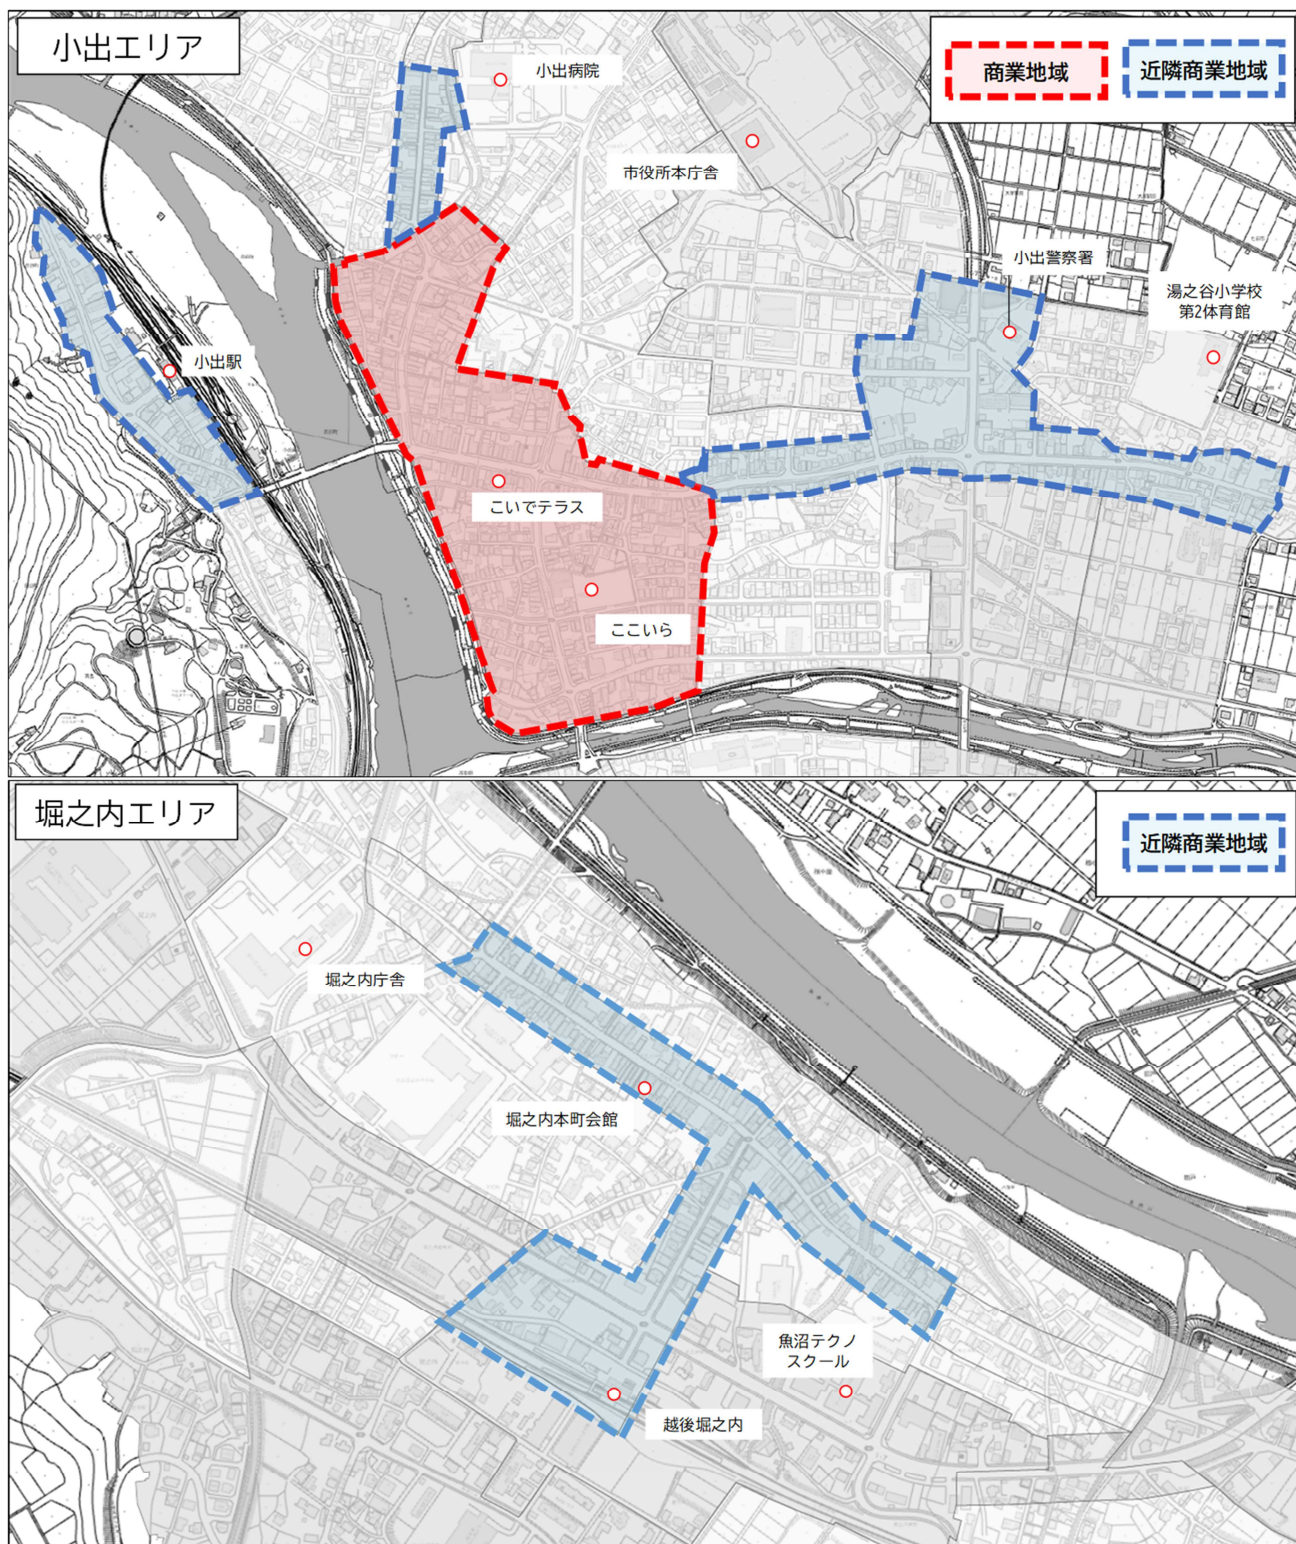 小出エリア
商業地域
近隣商業地域
小出病院
市役所本庁舎
小出警察署
湯之谷小学校
第2体育館
小出駅
こいでテラス
ここいら
堀之内エリア
近隣商業地域
堀之内庁舎
堀之内本町会館
魚沼テクノ
スクール
越後堀之内